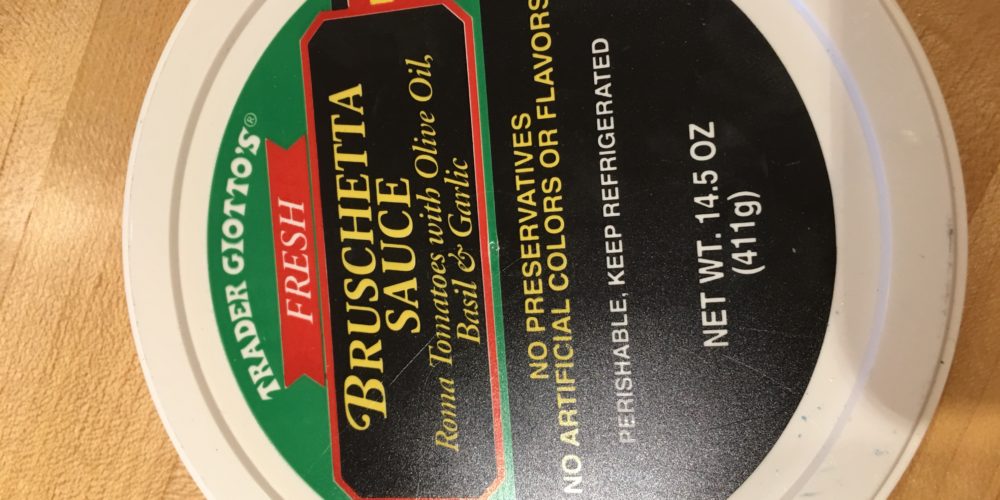 TRADER GIOTTO'S®
FRESH
BRUSCHETTA
SAUCE
Roma Tomatoes with Olive Oil,
Basil & Garlic
NO PRESERVATIVES
NO ARTIFICIAL COLORS OR FLAVORS
PERISHABLE, KEEP REFRIGERATED
NET WT. 14.5 OZ
(411g)